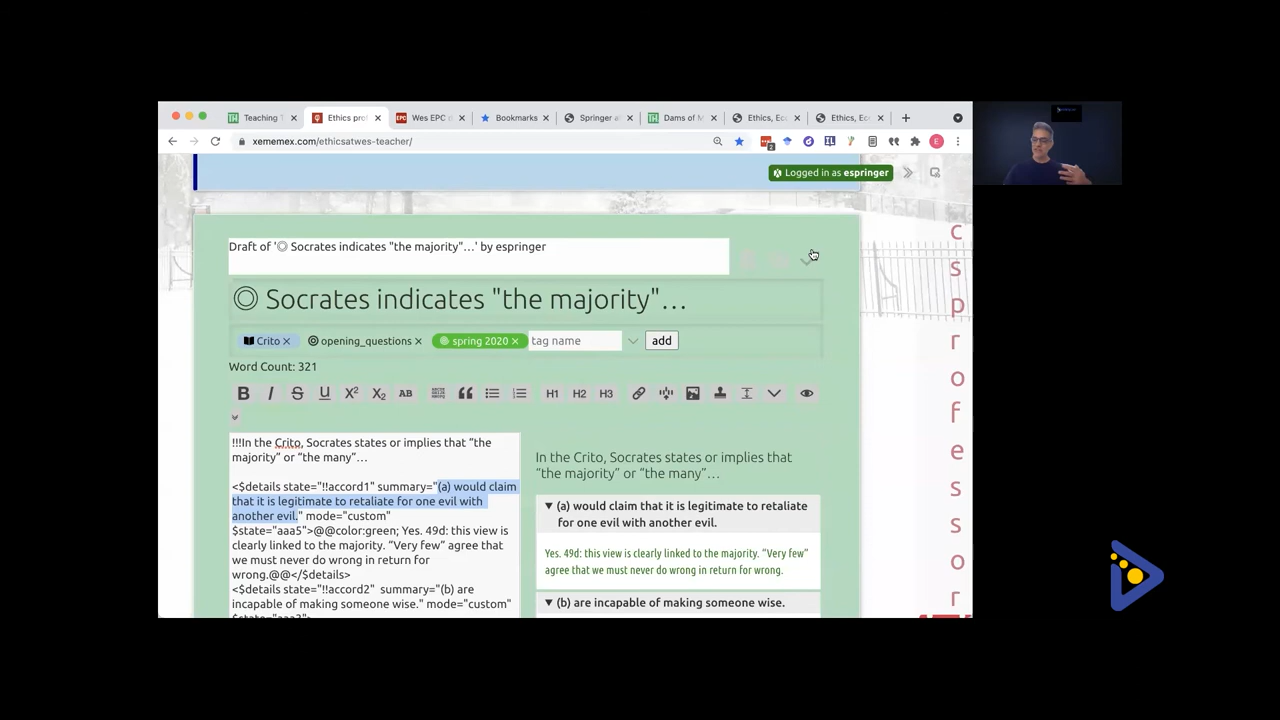 Teaching T
Ethics pro
Wes EPC
Bookmarks
Springer a
Dams of M
Ethics, Ec
Ethics, Ec
xememex.com/ethicsatwes-teacher/
2
E
Logged in as espringer
Draft of '◎ Socrates indicates "the majority"…' by espringer
◎ Socrates indicates "the majority"…
Crito
opening_questions
spring 2020
tag name
add
Word Count: 321
B I S U X² X₂ AB H1 H2 H3
!!!In the Crito, Socrates states or implies that “the
majority” or “the many”…
<$details state="!!accord1" summary="(a) would claim
that it is legitimate to retaliate for one evil with
another evil." mode="custom"
$state="aaa5">@@color:green; Yes. 49d: this view is
clearly linked to the majority. “Very few” agree that
we must never do wrong in return for
wrong.@@</$details>
<$details state="!!accord2" summary="(b) are
incapable of making someone wise." mode="custom"
In the Crito, Socrates states or implies that
“the majority” or “the many”…
(a) would claim that it is legitimate to retaliate
for one evil with another evil.
Yes. 49d: this view is clearly linked to the majority. “Very few”
agree that we must never do wrong in return for wrong.
(b) are incapable of making someone wise.
c
s
p
r
o
f
e
s
s
o
r